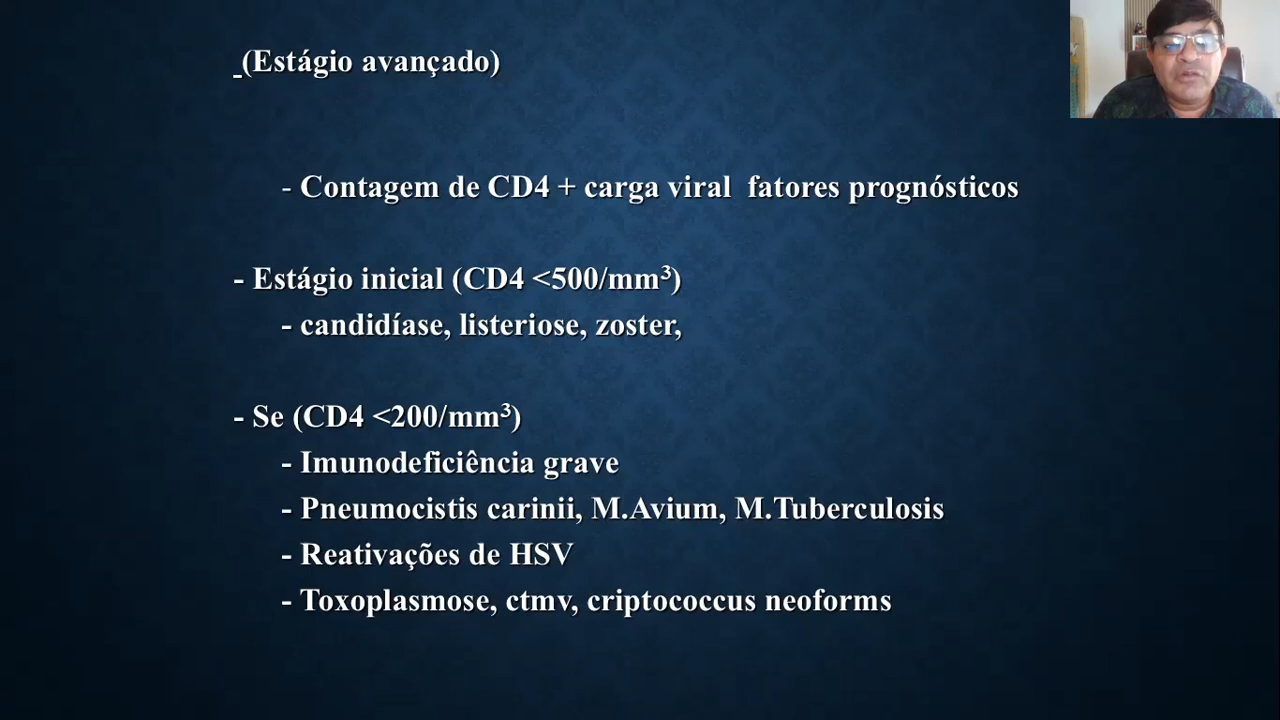 (Estágio avançado)
- Contagem de CD4 + carga viral fatores prognósticos
- Estágio inicial (CD4 <500/mm³)
- candidíase, listeriose, zoster,
- Se (CD4 <200/mm³)
- Imunodeficiência grave
- Pneumocistis carinii, M.Avium, M.Tuberculosis
- Reativações de HSV
- Toxoplasmose, ctmv, criptococcus neoforms